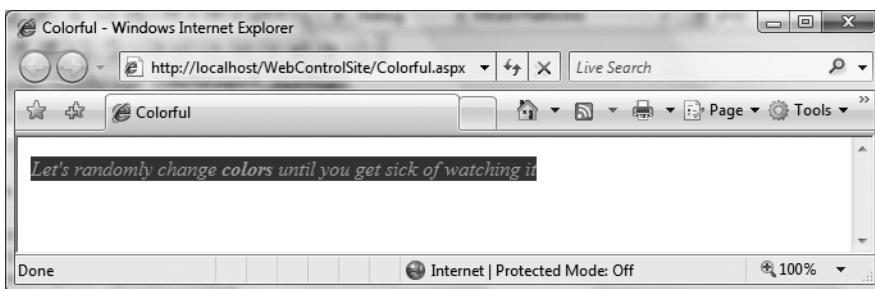 Colorful - Windows Internet Explorer
http://localhost/WebControlSite/Colorful.aspx Live Search
Colorful Page Tools
Let's randomly change colors until you get sick of watching it
Done Internet | Protected Mode: Off 100%